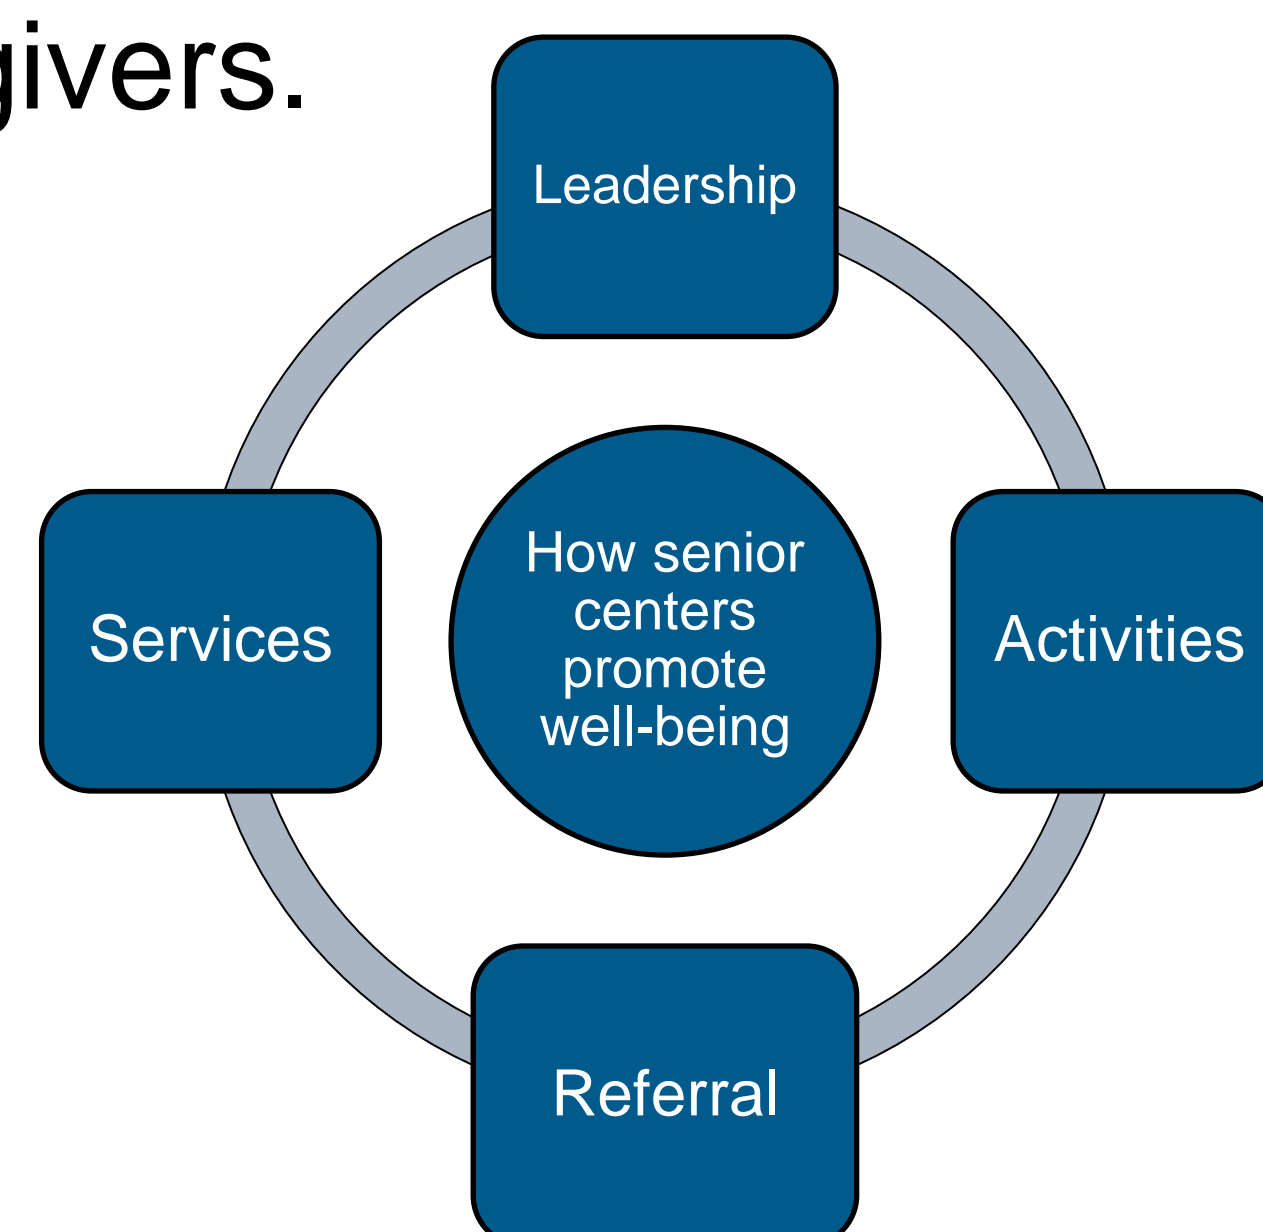 givers.
Leadership
Services
How senior
centers
promote
well-being
Activities
Referral